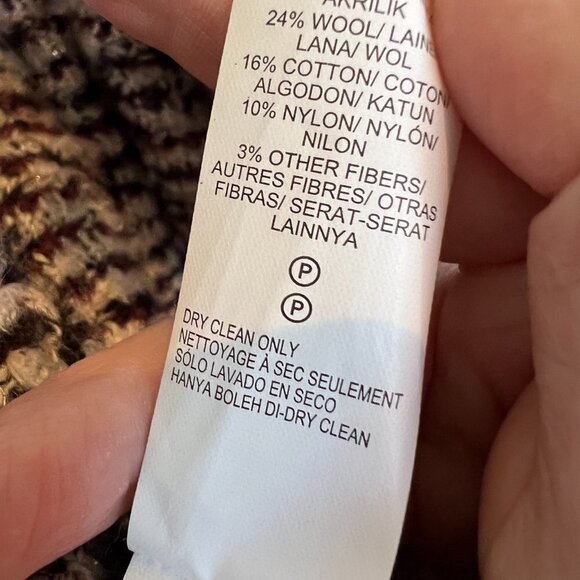 AKRILIK
24% WOOL/ LAINE/
LANA/ WOL
16% COTTON/ COTON/
ALGODON/ KATUN
10% NYLON/ NYLÓN/
NILON
3% OTHER FIBERS/
AUTRES FIBRES/ OTRAS
FIBRAS/ SERAT-SERAT
LAINNYA
P
P
DRY CLEAN ONLY
NETTOYAGE À SEC SEULEMENT
SÓLO LAVADO EN SECO
HANYA BOLEH DI-DRY CLEAN